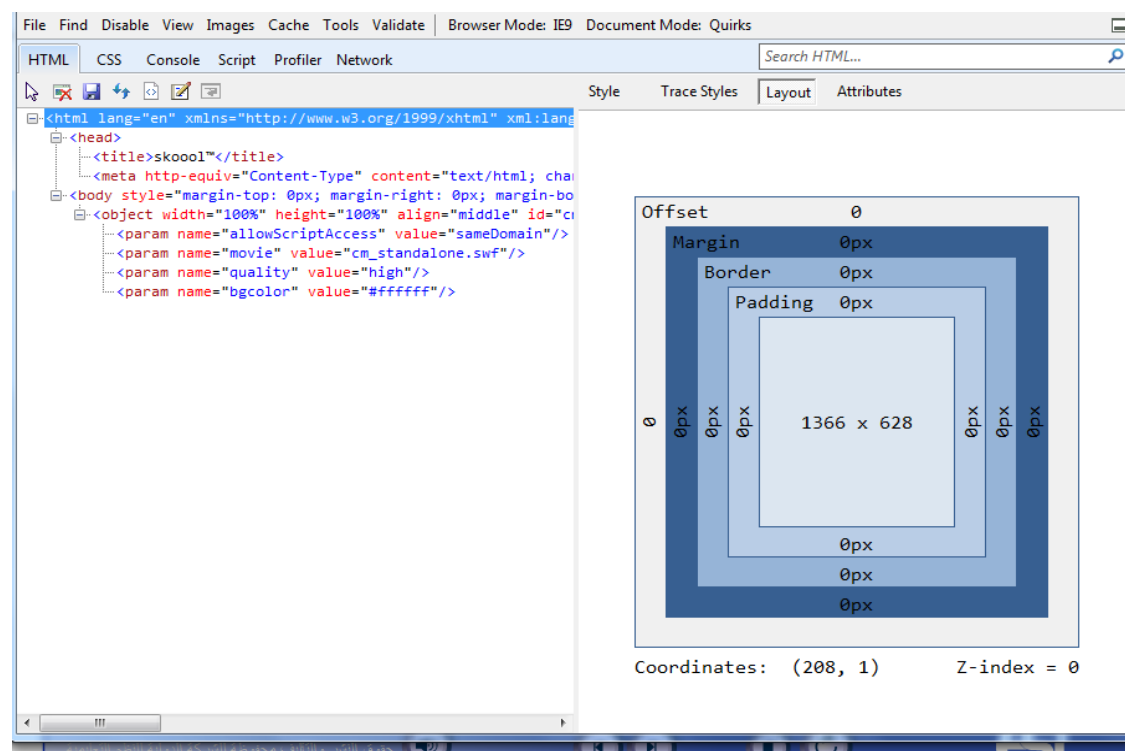 File Find Disable View Images Cache Tools Validate Browser Mode: IE9 Document Mode: Quirks
HTML CSS Console Script Profiler Network Search HTML...
Style Trace Styles Layout Attributes
<html lang="en" xmlns="http://www.w3.org/1999/xhtml" xml:lang
<head>
<title>skoool™</title>
<meta http-equiv="Content-Type" content="text/html; cha
<body style="margin-top: 0px; margin-right: 0px; margin-bo
<object width="100%" height="100%" align="middle" id="c
<param name="allowScriptAccess" value="sameDomain"/>
<param name="movie" value="cm_standalone.swf"/>
<param name="quality" value="high"/>
<param name="bgcolor" value="#ffffff"/>
Offset 0
Margin 0px
Border 0px
Padding 0px
0 0px 0px 0px 1366 x 628 0px 0px 0px
0px
0px
0px
Coordinates: (208, 1) Z-index = 0